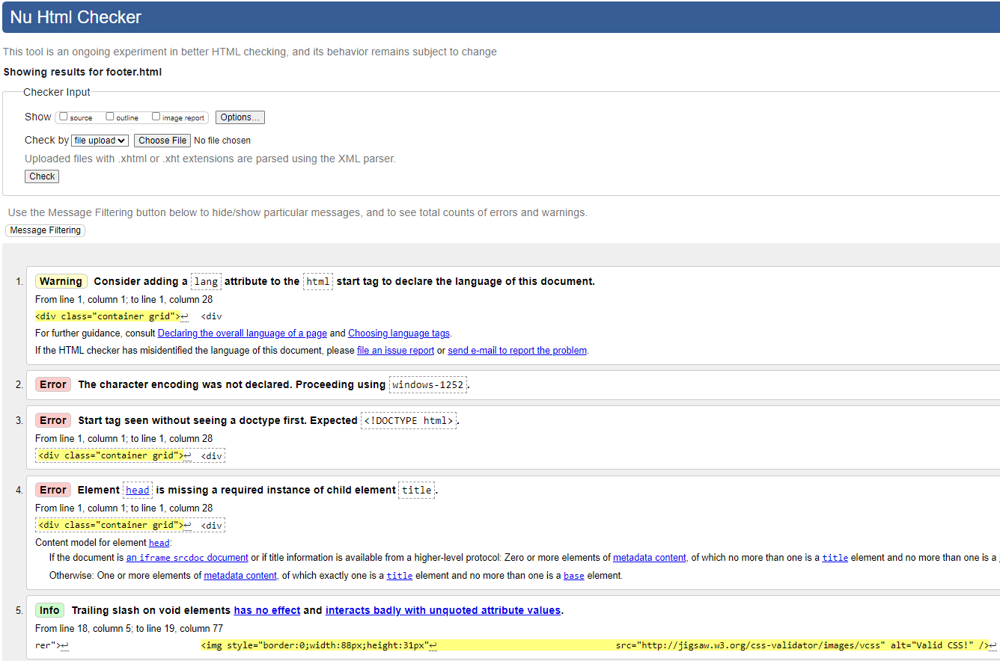 Nu Html Checker
This tool is an ongoing experiment in better HTML checking, and its behavior remains subject to change
Showing results for footer.html
Checker Input
Show source outline image report Options...
Check by file upload Choose File No file chosen
Uploaded files with .xhtml or .xht extensions are parsed using the XML parser.
Check
Use the Message Filtering button below to hide/show particular messages, and to see total counts of errors and warnings.
Message Filtering
1. Warning Consider adding a lang attribute to the html start tag to declare the language of this document.
From line 1, column 1; to line 1, column 28
<div class="container grid">↩ <div
For further guidance, consult Declaring the overall language of a page and Choosing language tags.
If the HTML checker has misidentified the language of this document, please file an issue report or send e-mail to report the problem.
2. Error The character encoding was not declared. Proceeding using windows-1252.
3. Error Start tag seen without seeing a doctype first. Expected <!DOCTYPE html>.
From line 1, column 1; to line 1, column 28
<div class="container grid">↩ <div
4. Error Element head is missing a required instance of child element title.
From line 1, column 1; to line 1, column 28
<div class="container grid">↩ <div
Content model for element head:
If the document is an iframe srcdoc document or if title information is available from a higher-level protocol: Zero or more elements of metadata content, of which no more than one is a title element and no more than one is a
Otherwise: One or more elements of metadata content, of which exactly one is a title element and no more than one is a base element.
5. Info Trailing slash on void elements has no effect and interacts badly with unquoted attribute values.
From line 18, column 5; to line 19, column 77
rer">↩ <img style="border:0;width:88px;height:31px"↩ src="http://jigsaw.w3.org/css-validator/images/vcss" alt="Valid CSS!" />↩